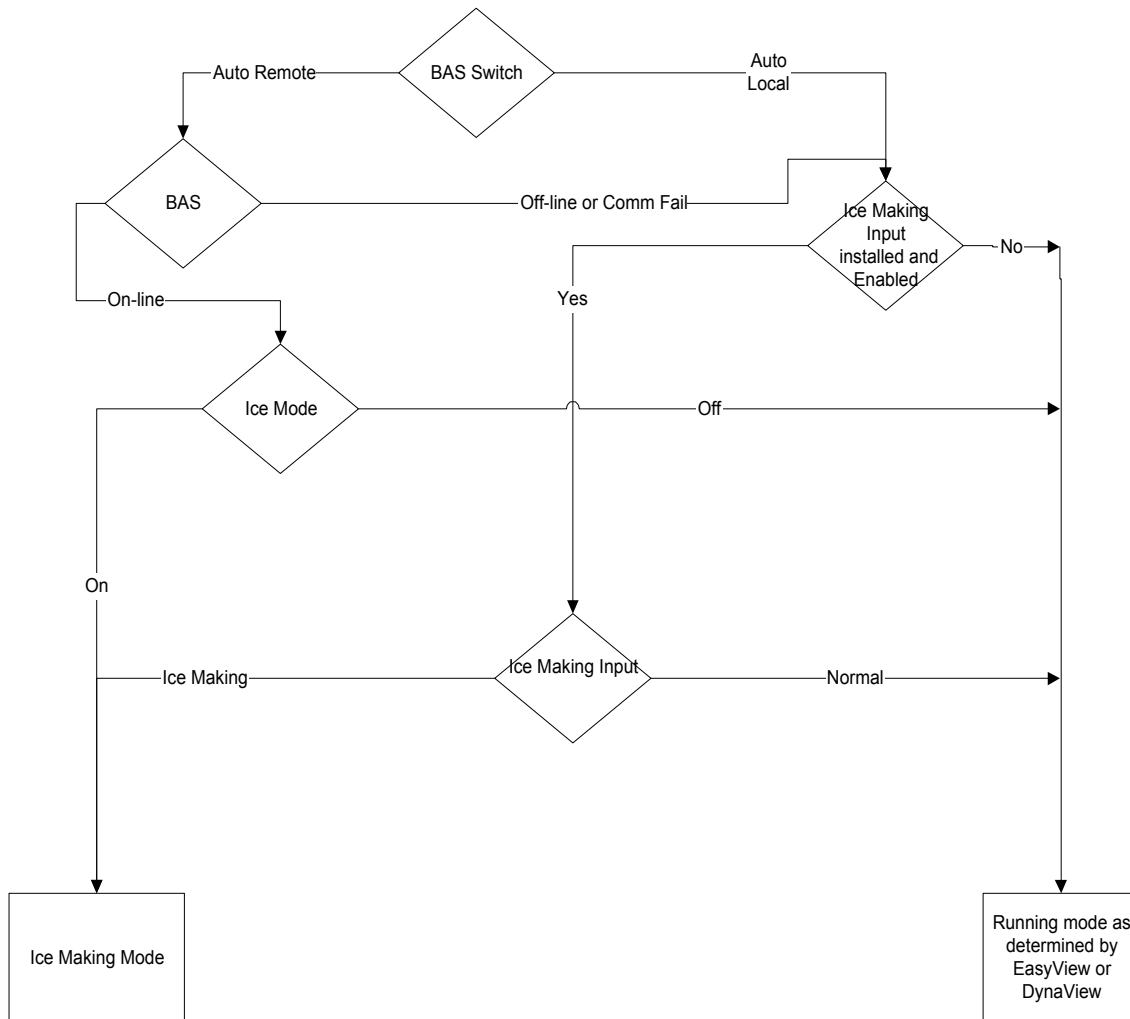 BAS Switch
Auto Remote
Auto
Local
BAS
Off-line or Comm Fail
Ice Making
Input
installed and
Enabled
No
On-line
Yes
Ice Mode
Off
On
Ice Making Input
Ice Making
Normal
Ice Making Mode
Running mode as
determined by
EasyView or
DynaView